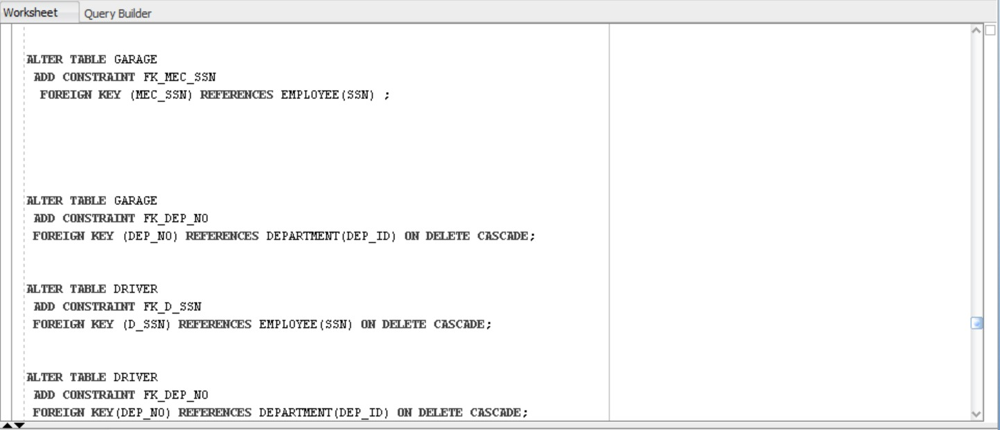 Worksheet Query Builder
ALTER TABLE GARAGE
ADD CONSTRAINT FK_MEC_SSN
FOREIGN KEY (MEC_SSN) REFERENCES EMPLOYEE(SSN) ;
ALTER TABLE GARAGE
ADD CONSTRAINT FK_DEP_NO
FOREIGN KEY (DEP_NO) REFERENCES DEPARTMENT(DEP_ID) ON DELETE CASCADE;
ALTER TABLE DRIVER
ADD CONSTRAINT FK_D_SSN
FOREIGN KEY (D_SSN) REFERENCES EMPLOYEE(SSN) ON DELETE CASCADE;
ALTER TABLE DRIVER
ADD CONSTRAINT FK_DEP_NO
FOREIGN KEY(DEP_NO) REFERENCES DEPARTMENT(DEP_ID) ON DELETE CASCADE;